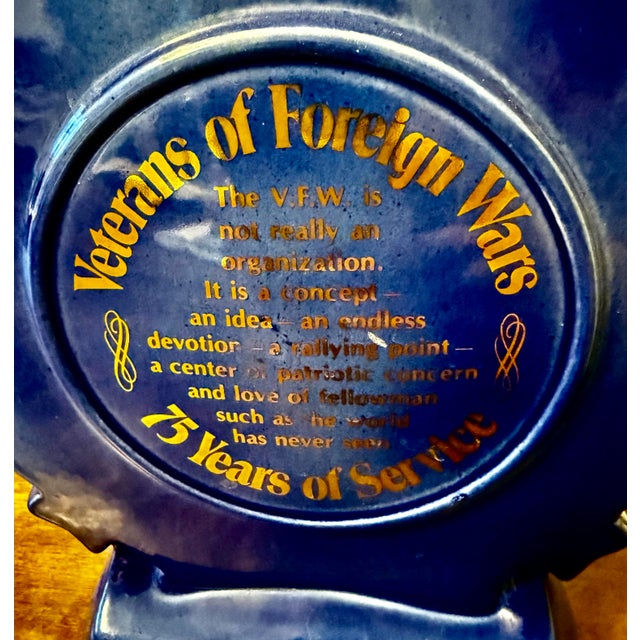 Veterans of Foreign Wars
The V.F.W. is
not really an
organization.
It is a concept —
an idea — an endless
devotion — a rallying point —
a center of patriotic concern
and love of fellowman
such as the world
has never seen
75 Years of Service